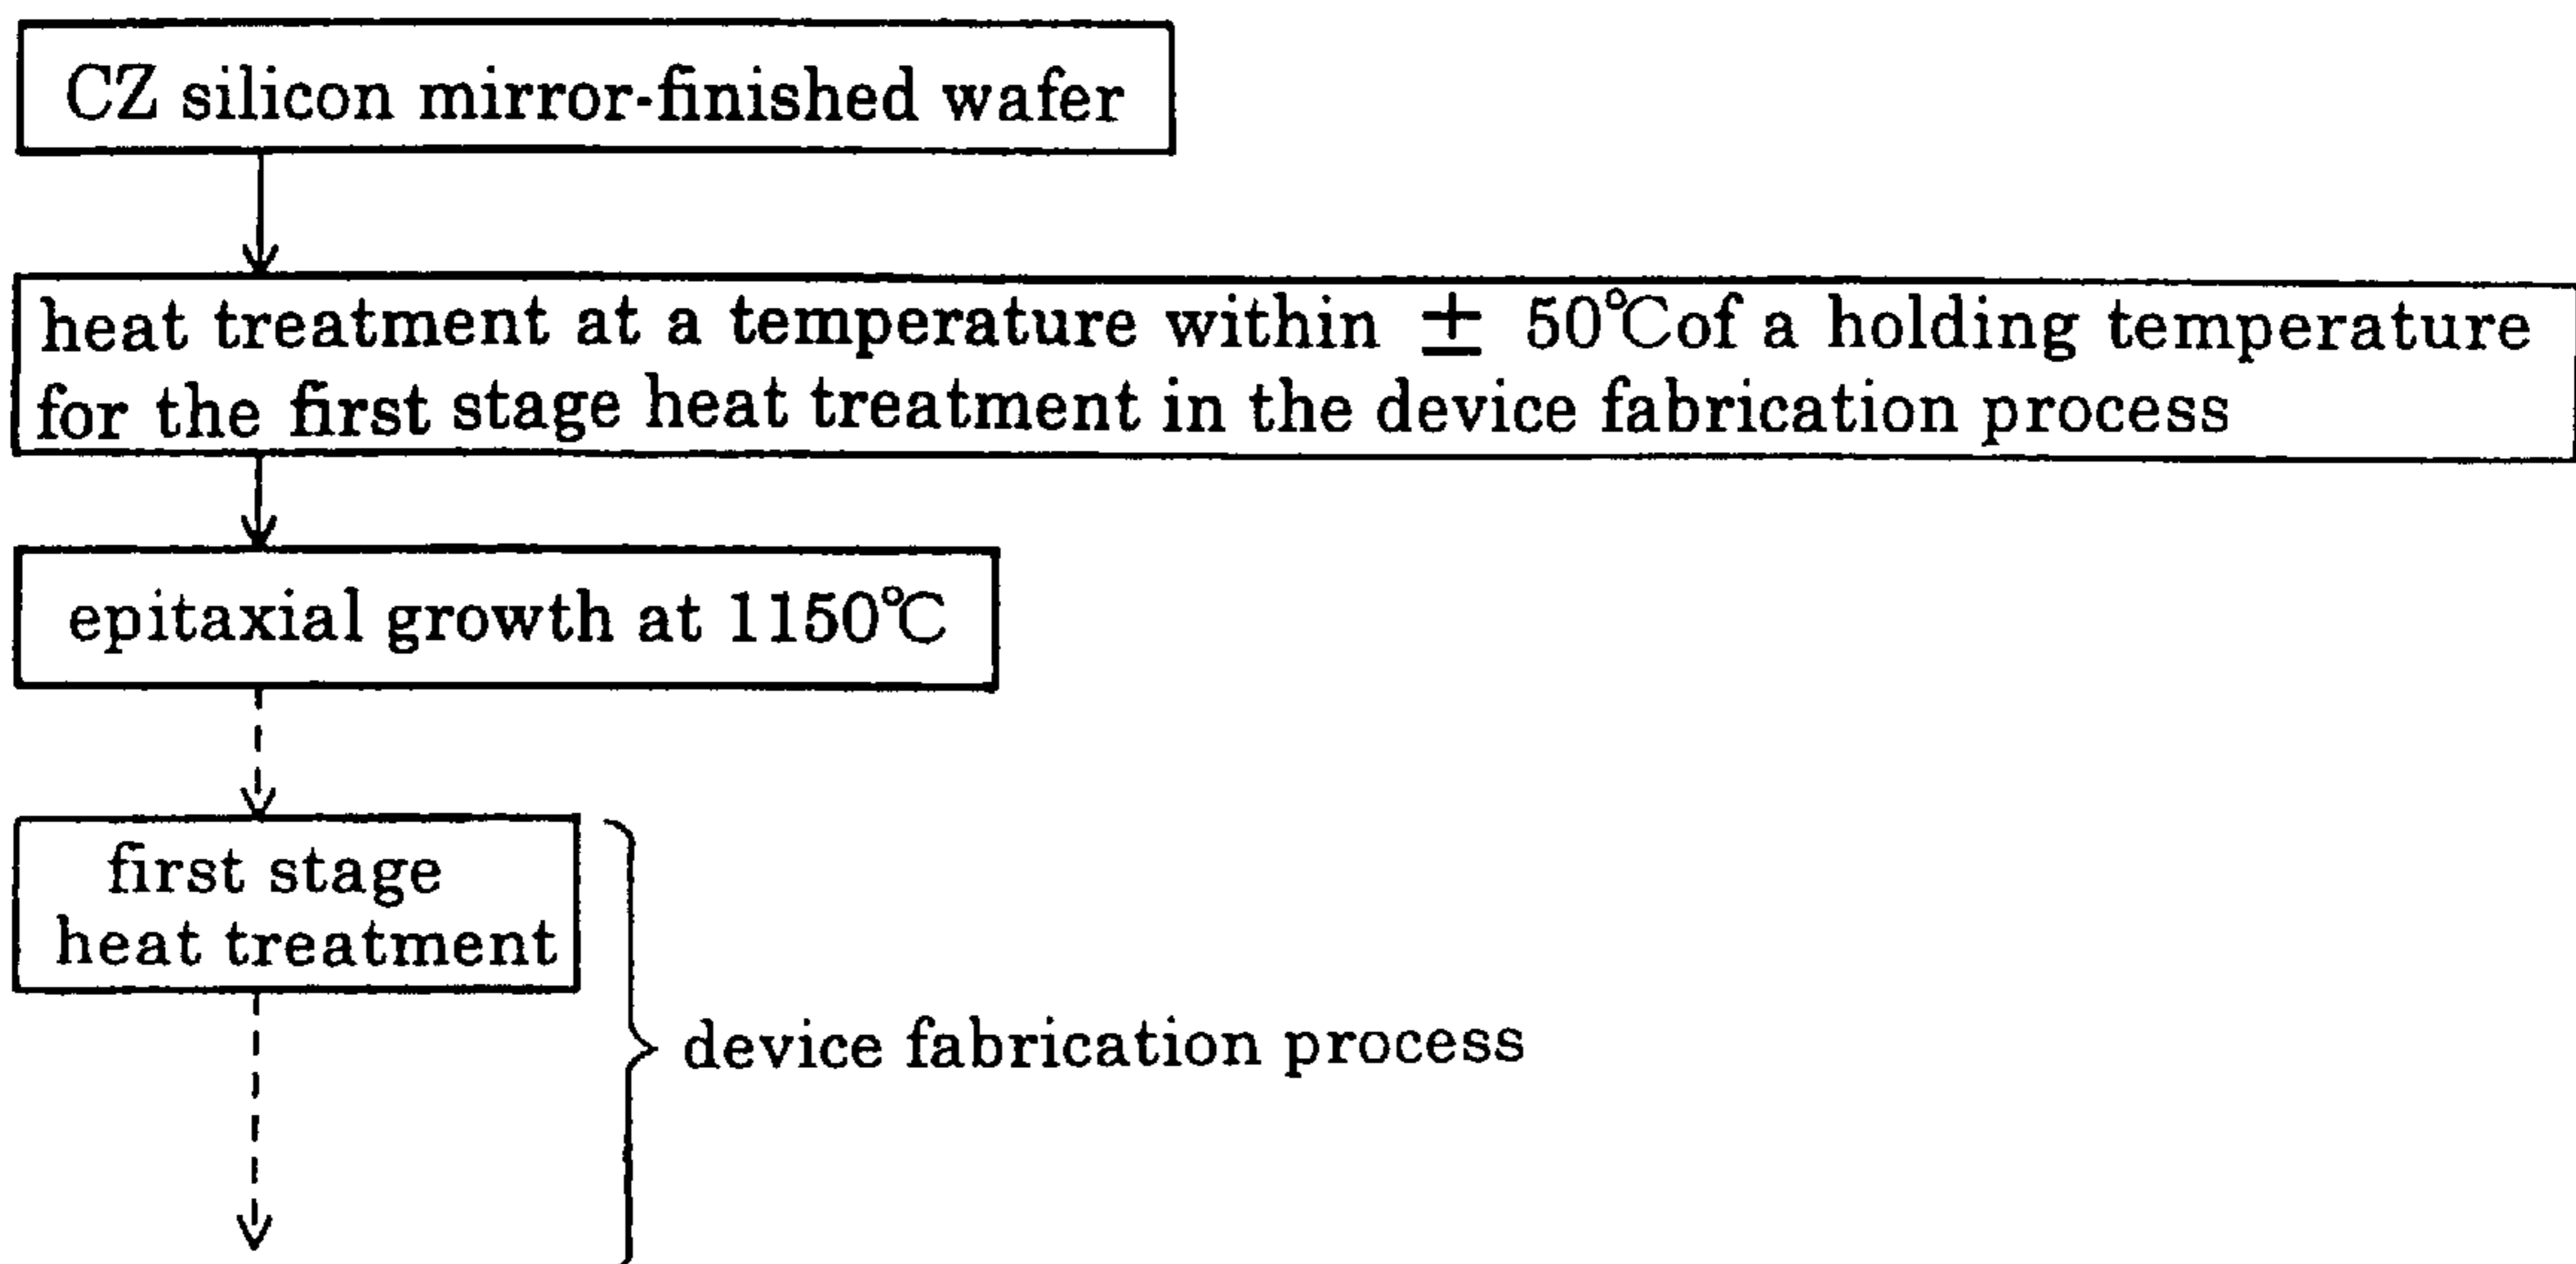 CZ silicon mirror-finished wafer
heat treatment at a temperature within ± 50℃of a holding temperature
for the first stage heat treatment in the device fabrication process
epitaxial growth at 1150℃
first stage
heat treatment
device fabrication process